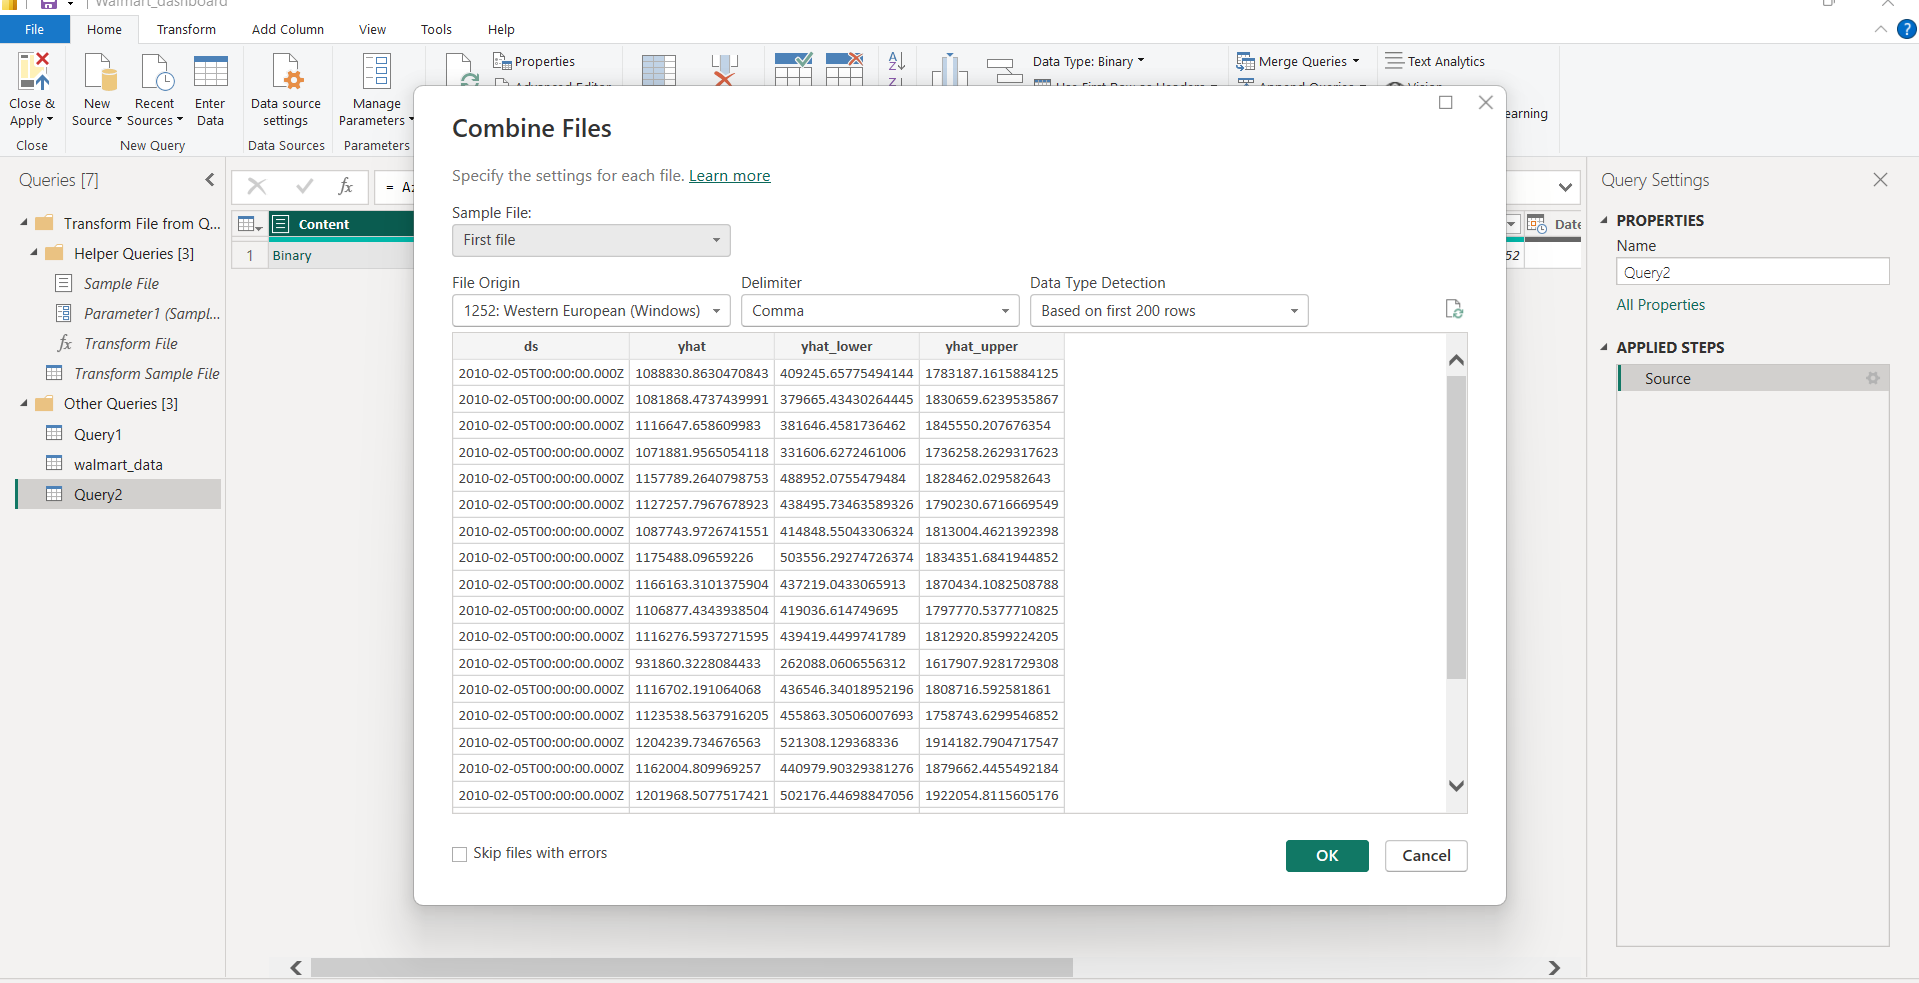 Walmart_dashboard
File Home Transform Add Column View Tools Help
Close & Apply
New Source
Recent Sources
Enter Data
Data source settings
Manage Parameters
Properties
Advanced Editor
Data Type: Binary
Use First Row as Headers
Merge Queries
Append Queries
Text Analytics
Vision
earning
Close
New Query
Data Sources
Parameters
Queries [7]
Transform File from Q...
Helper Queries [3]
Sample File
Parameter1 (Sampl...
Transform File
Transform Sample File
Other Queries [3]
Query1
walmart_data
Query2
fx
= Az
Content
1 Binary
Date
52
Combine Files
Specify the settings for each file. Learn more
Sample File:
First file
File Origin Delimiter Data Type Detection
1252: Western European (Windows) Comma Based on first 200 rows
ds yhat yhat_lower yhat_upper
2010-02-05T00:00:00.000Z 1088830.8630470843 409245.65775494144 1783187.1615884125
2010-02-05T00:00:00.000Z 1081868.4737439991 379665.43430264445 1830659.6239535867
2010-02-05T00:00:00.000Z 1116647.658609983 381646.4581736462 1845550.207676354
2010-02-05T00:00:00.000Z 1071881.9565054118 331606.6272461006 1736258.2629317623
2010-02-05T00:00:00.000Z 1157789.2640798753 488952.0755479484 1828462.029582643
2010-02-05T00:00:00.000Z 1127257.7967678923 438495.73463589326 1790230.6716669549
2010-02-05T00:00:00.000Z 1087743.9726741551 414848.55043306324 1813004.4621392398
2010-02-05T00:00:00.000Z 1175488.09659226 503556.29274726374 1834351.6841944852
2010-02-05T00:00:00.000Z 1166163.3101375904 437219.0433065913 1870434.1082508788
2010-02-05T00:00:00.000Z 1106877.4343938504 419036.614749695 1797770.5377710825
2010-02-05T00:00:00.000Z 1116276.5937271595 439419.4499741789 1812920.8599224205
2010-02-05T00:00:00.000Z 931860.3228084433 262088.0606556312 1617907.9281729308
2010-02-05T00:00:00.000Z 1116702.191064068 436546.34018952196 1808716.592581861
2010-02-05T00:00:00.000Z 1123538.5637916205 455863.30506007693 1758743.6299546852
2010-02-05T00:00:00.000Z 1204239.734676563 521308.129368336 1914182.7904717547
2010-02-05T00:00:00.000Z 1162004.809969257 440979.90329381276 1879662.4455492184
2010-02-05T00:00:00.000Z 1201968.5077517421 502176.44698847056 1922054.8115605176
Skip files with errors
OK
Cancel
Query Settings
PROPERTIES
Name
Query2
All Properties
APPLIED STEPS
Source